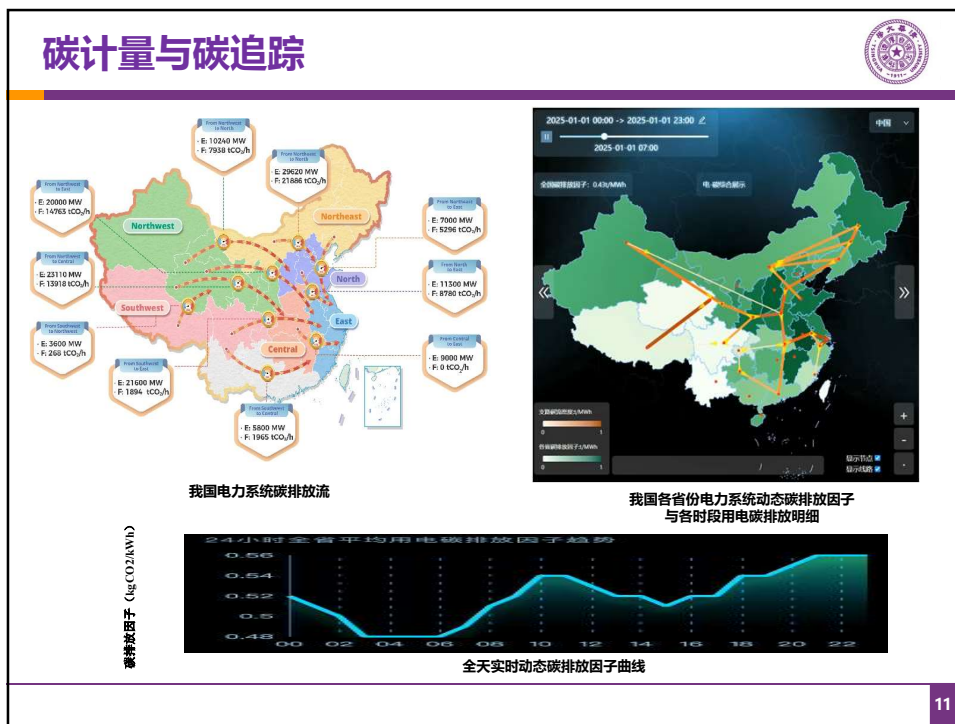 碳计量与碳追踪
From Northwest
to North
· E: 10240 MW
· F: 7938 tCO₂/h
From Northwest
to North
· E: 29620 MW
· F: 21886 tCO₂/h
From Northwest
to East
· E: 20000 MW
· F: 14763 tCO₂/h
From Northwest
to Central
· E: 23110 MW
· F: 13918 tCO₂/h
From Southwest
to Northwest
· E: 3600 MW
· F: 268 tCO₂/h
From Southwest
to East
· E: 21600 MW
· F: 1894 tCO₂/h
From Southwest
to Central
· E: 5800 MW
· F: 1965 tCO₂/h
From Northeast
to East
· E: 7000 MW
· F: 5296 tCO₂/h
From North
to East
· E: 11300 MW
· F: 8780 tCO₂/h
From Central
to East
· E: 9000 MW
· F: 0 tCO₂/h
Northwest
Northeast
North
Southwest
East
Central
我国电力系统碳排放流
2025-01-01 00:00 -> 2025-01-01 23:00
2025-01-01 07:00
中国
全国碳排放因子: 0.43t/MWh
电-碳综合展示
0 1
0 1
显示节点
显示线路
我国各省份电力系统动态碳排放因子
与各时段用电碳排放明细
碳排放因子（kgCO2/kWh）
24小时全省平均用电碳排放因子趋势
0.56
0.54
0.52
0.5
0.48
00 02 04 06 08 10 12 14 16 18 20 22
全天实时动态碳排放因子曲线
11